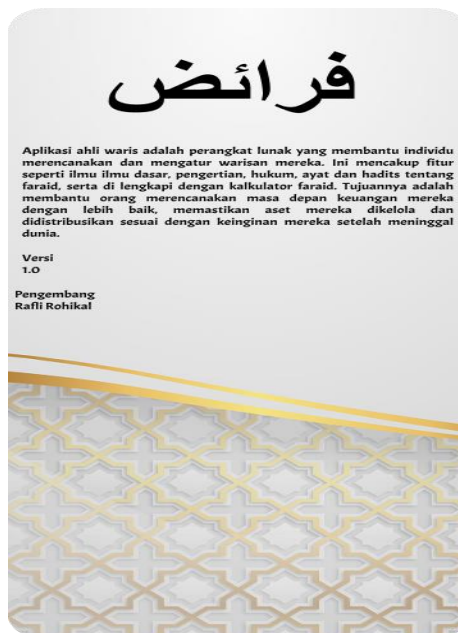 فرائض
Aplikasi ahli waris adalah perangkat lunak yang membantu individu
merencanakan dan mengatur warisan mereka. Ini mencakup fitur
seperti ilmu ilmu dasar, pengertian, hukum, ayat dan hadits tentang
faraid, serta di lengkapi dengan kalkulator faraid. Tujuannya adalah
membantu orang merencanakan masa depan keuangan mereka
dengan lebih baik, memastikan aset mereka dikelola dan
didistribusikan sesuai dengan keinginan mereka setelah meninggal
dunia.
Versi
1.0
Pengembang
Rafli Rohikal